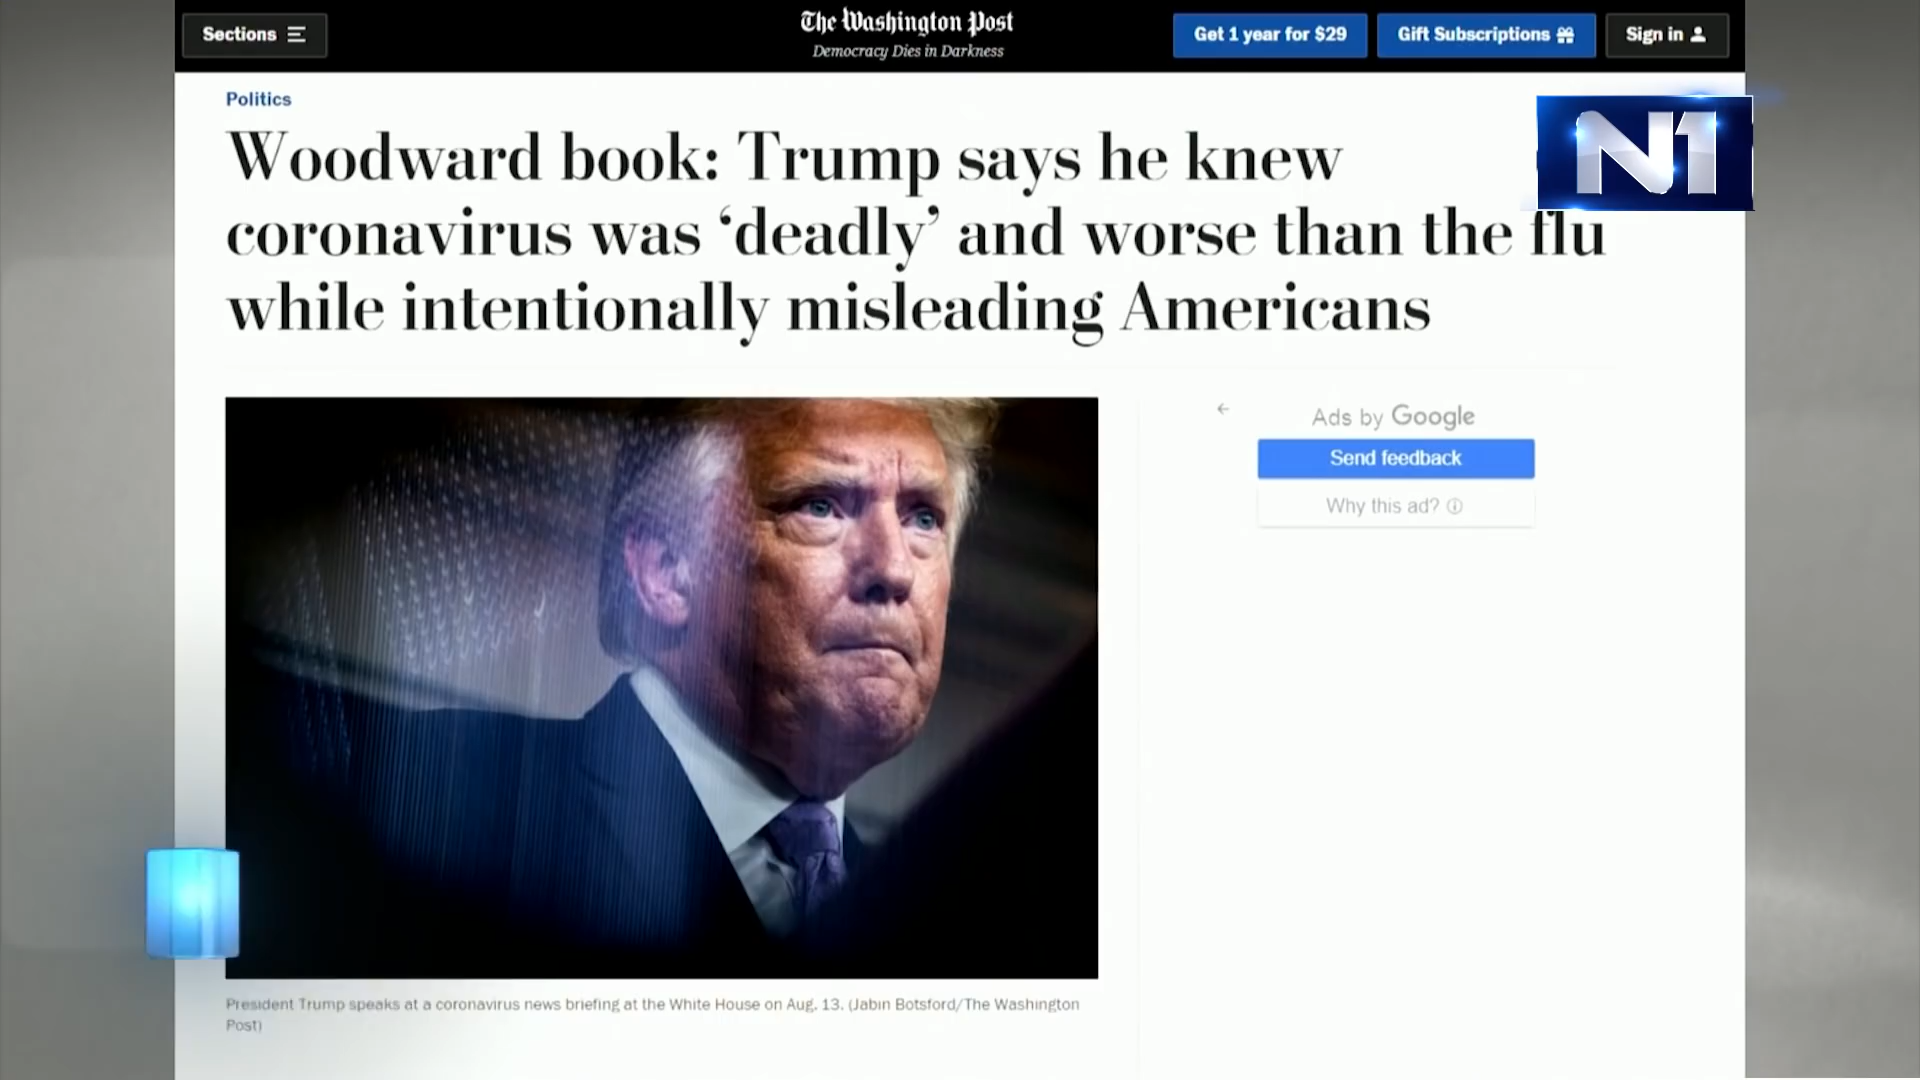 Sections
The Washington Post
Democracy Dies in Darkness
Get 1 year for $29
Gift Subscriptions
Sign in
Politics
N1
Woodward book: Trump says he knew
coronavirus was ‘deadly’ and worse than the flu
while intentionally misleading Americans
Ads by Google
Send feedback
Why this ad?
President Trump speaks at a coronavirus news briefing at the White House on Aug. 13. (Jabin Botsford/The Washington
Post)